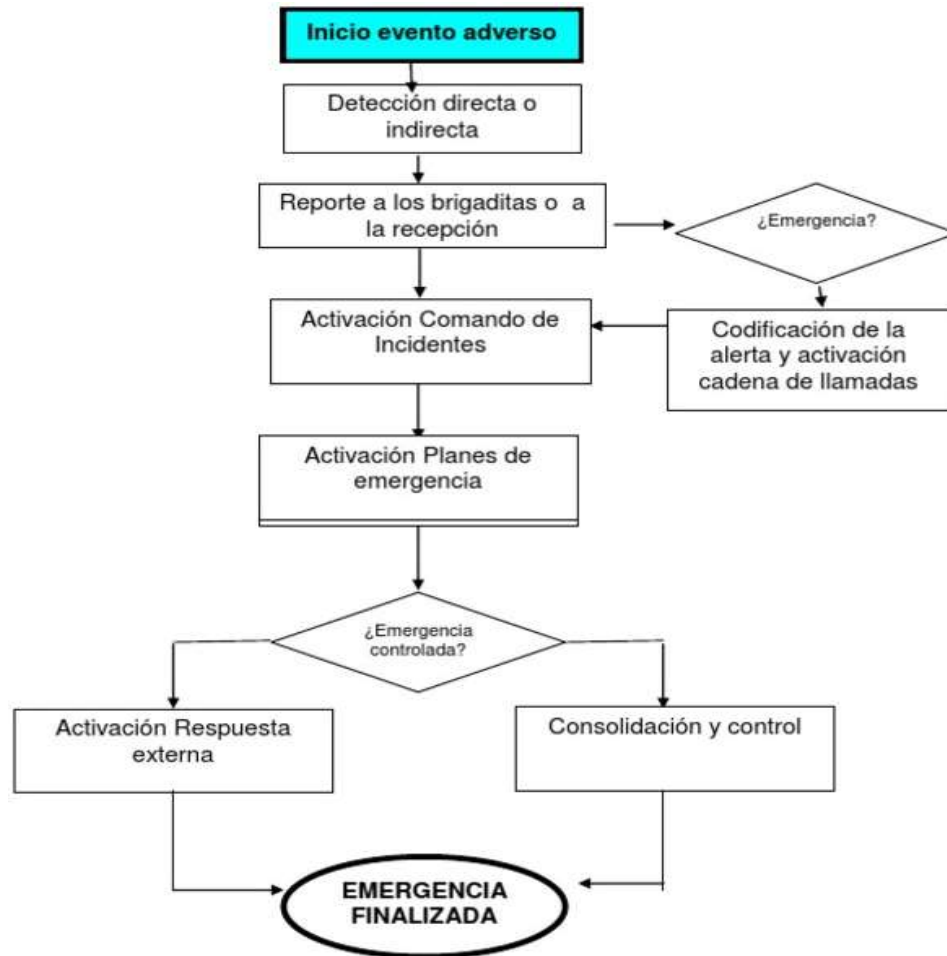 Inicio evento adverso
Detección directa o
indirecta
Reporte a los brigaditas o a
la recepción
¿Emergencia?
Activación Comando de
Incidentes
Codificación de la
alerta y activación
cadena de llamadas
Activación Planes de
emergencia
¿Emergencia
controlada?
Activación Respuesta
externa
Consolidación y control
EMERGENCIA
FINALIZADA